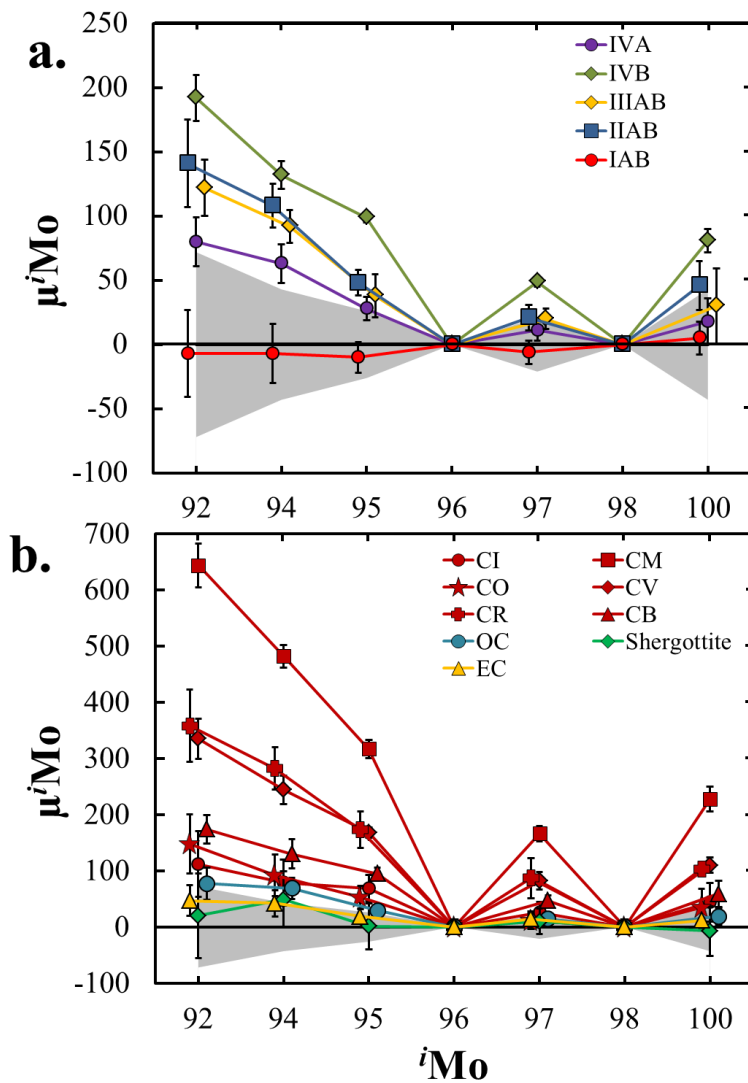 a.
250
200
150
100
50
0
-50
-100
μⁱMo
IVA
IVB
IIIAB
IIAB
IAB
92 94 95 96 97 98 100
b.
700
600
500
400
300
200
100
0
-100
μⁱMo
CI CM
CO CV
CR CB
OC Shergottite
EC
92 94 95 96 97 98 100
ⁱMo